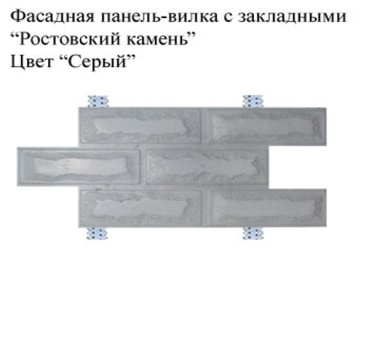 Фасадная панель-вилка с закладными
“Ростовский камень”
Цвет “Серый”